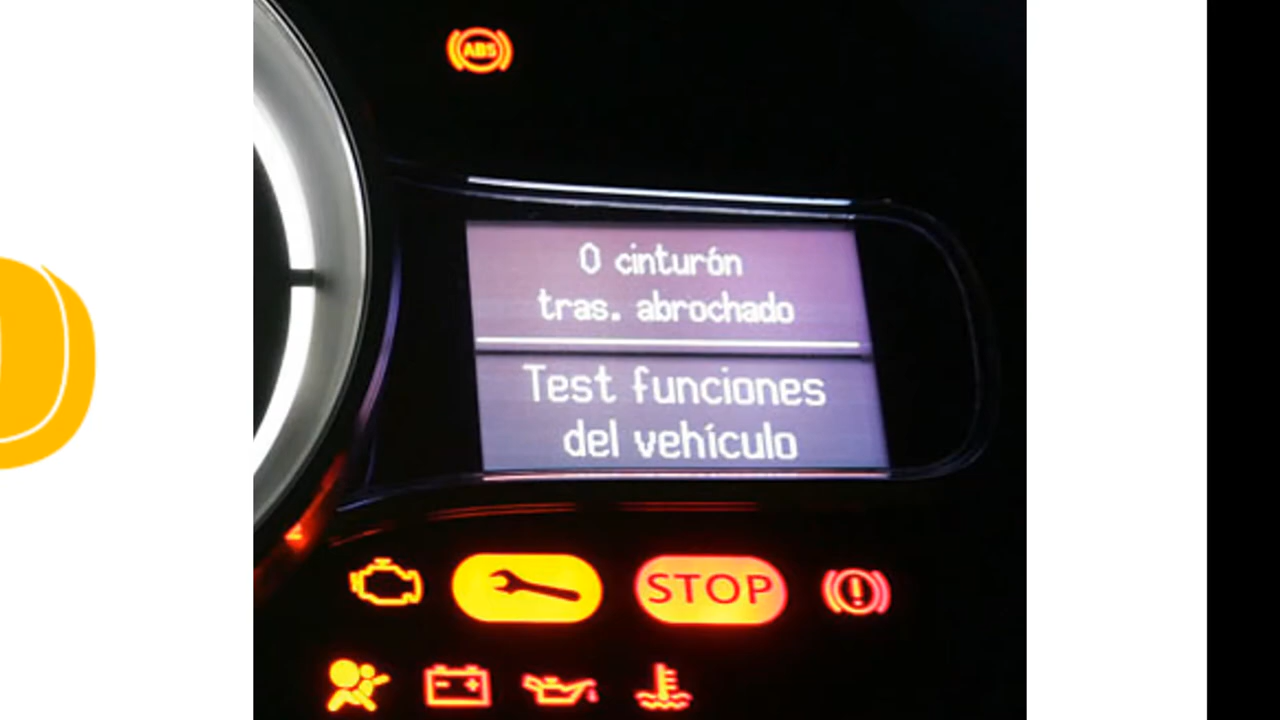 ABS
0 cinturón
tras. abrochado
Test funciones
del vehículo
STOP